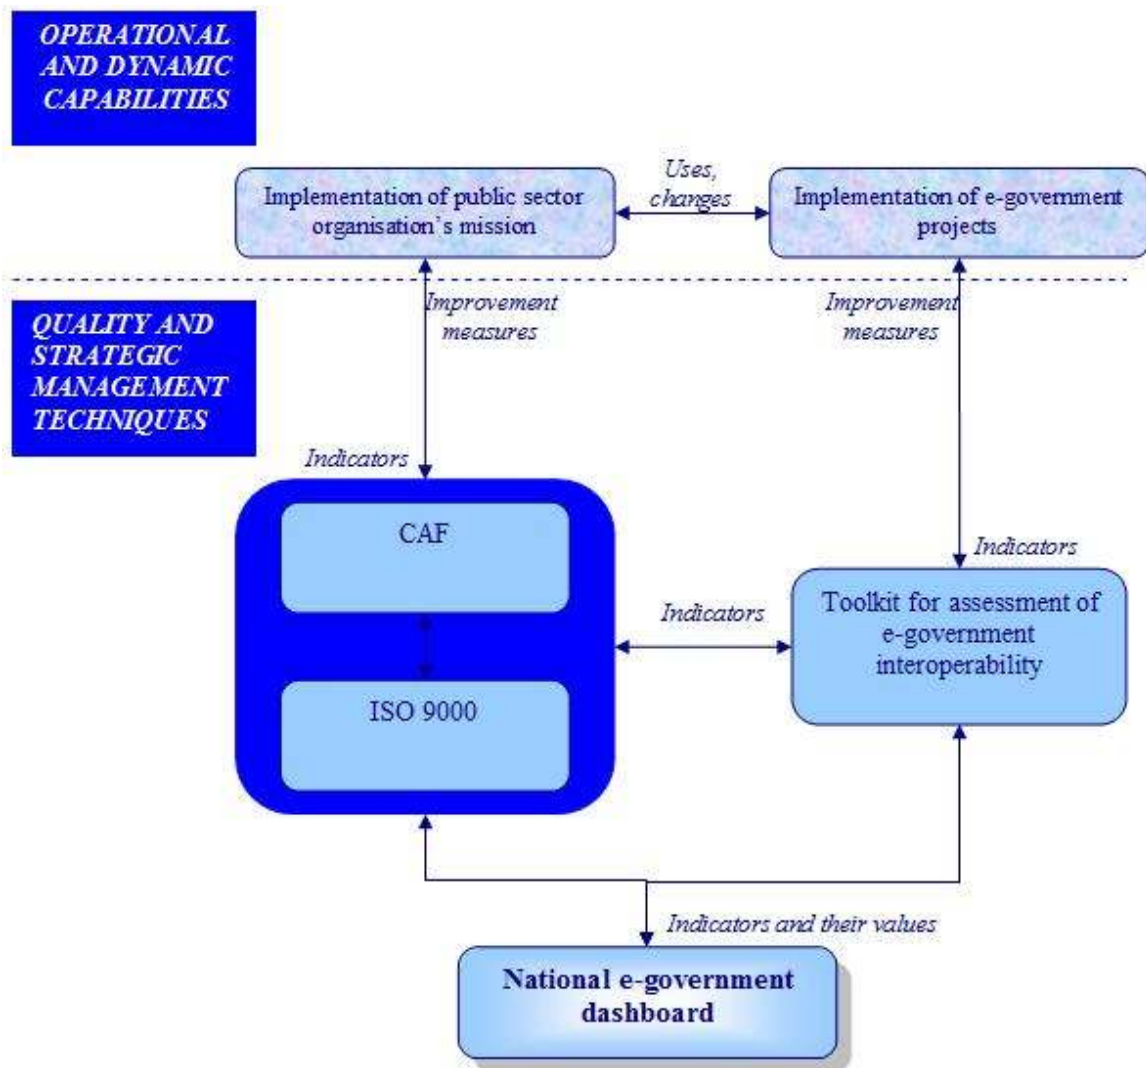 OPERATIONAL
AND DYNAMIC
CAPABILITIES
Uses,
changes
Implementation of public sector
organisation's mission
Implementation of e-government
projects
Improvement
measures
Improvement
measures
QUALITY AND
STRATEGIC
MANAGEMENT
TECHNIQUES
Indicators
CAF
Indicators
Indicators
Toolkit for assessment of
e-government
interoperability
ISO 9000
Indicators and their values
National e-government
dashboard